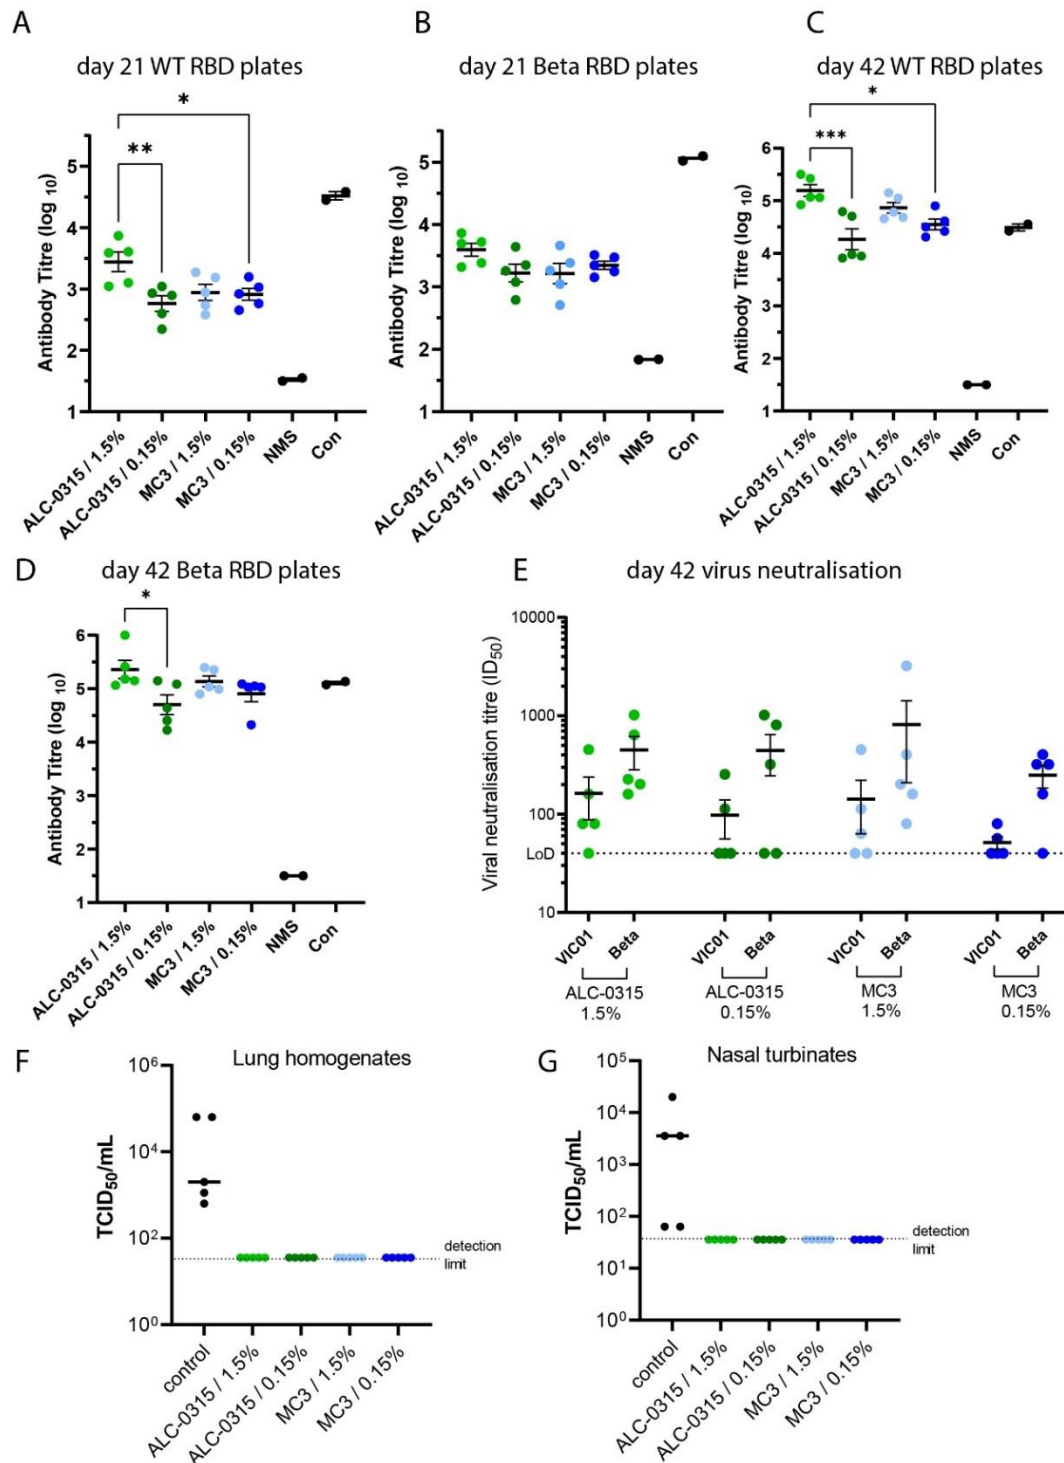 A
day 21 WT RBD plates
*
**
Antibody Titre (log 10)
5
4
3
2
1
ALC-0315 / 1.5%
ALC-0315 / 0.15%
MC3 / 1.5%
MC3 / 0.15%
NMS
Con
B
day 21 Beta RBD plates
Antibody Titre (log 10)
5
4
3
2
1
ALC-0315 / 1.5%
ALC-0315 / 0.15%
MC3 / 1.5%
MC3 / 0.15%
NMS
Con
C
day 42 WT RBD plates
*
***
Antibody Titre (log 10)
6
5
4
3
2
1
ALC-0315 / 1.5%
ALC-0315 / 0.15%
MC3 / 1.5%
MC3 / 0.15%
NMS
Con
D
day 42 Beta RBD plates
*
Antibody Titre (log 10)
6
5
4
3
2
1
ALC-0315 / 1.5%
ALC-0315 / 0.15%
MC3 / 1.5%
MC3 / 0.15%
NMS
Con
E
day 42 virus neutralisation
Viral neutralisation titre (ID50)
10000
1000
100
LoD
10
VIC01
Beta
VIC01
Beta
VIC01
Beta
VIC01
Beta
ALC-0315
1.5%
ALC-0315
0.15%
MC3
1.5%
MC3
0.15%
F
Lung homogenates
TCID50/mL
10^6
10^4
10^2
10^0
detection
limit
control
ALC-0315 / 1.5%
ALC-0315 / 0.15%
MC3 / 1.5%
MC3 / 0.15%
G
Nasal turbinates
TCID50/mL
10^5
10^4
10^3
10^2
10^1
10^0
detection
limit
control
ALC-0315 / 1.5%
ALC-0315 / 0.15%
MC3 / 1.5%
MC3 / 0.15%